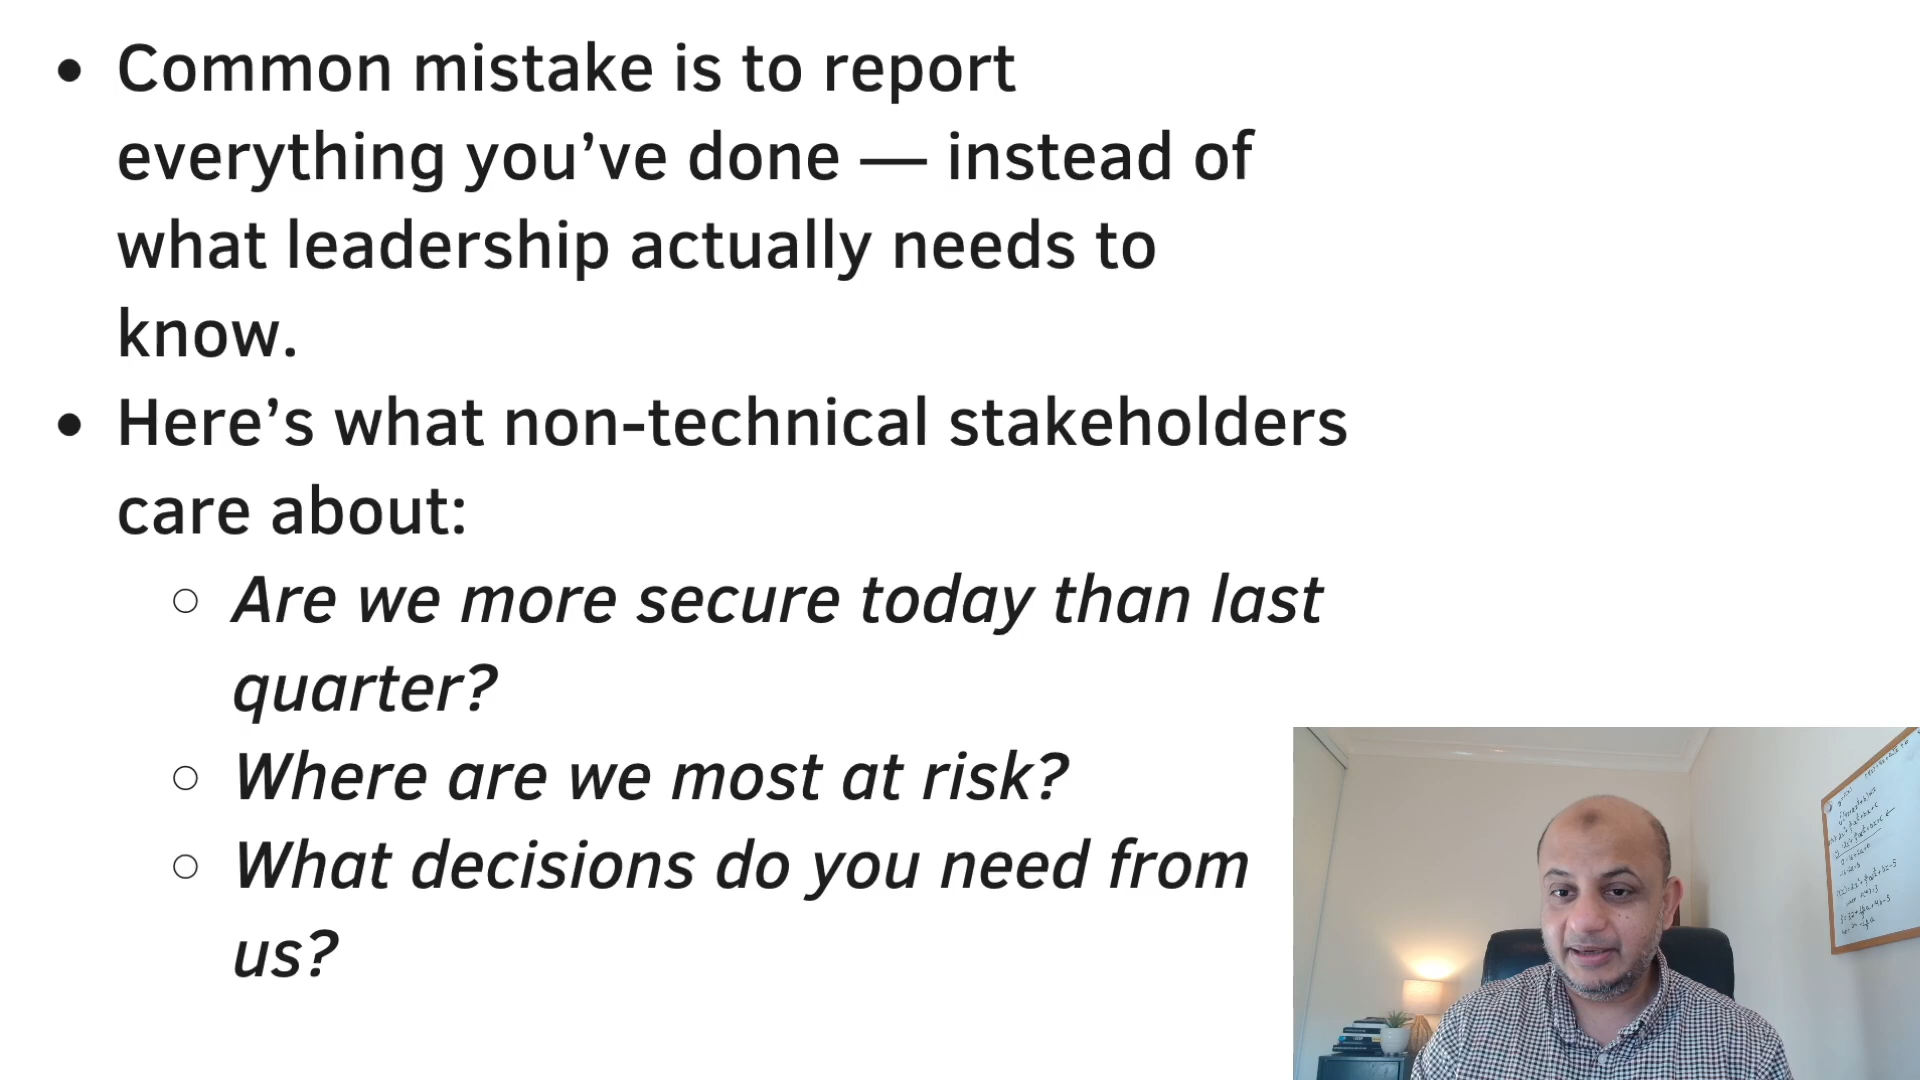 Common mistake is to report
everything you’ve done — instead of
what leadership actually needs to
know.
Here’s what non-technical stakeholders
care about:
Are we more secure today than last
quarter?
Where are we most at risk?
What decisions do you need from
us?